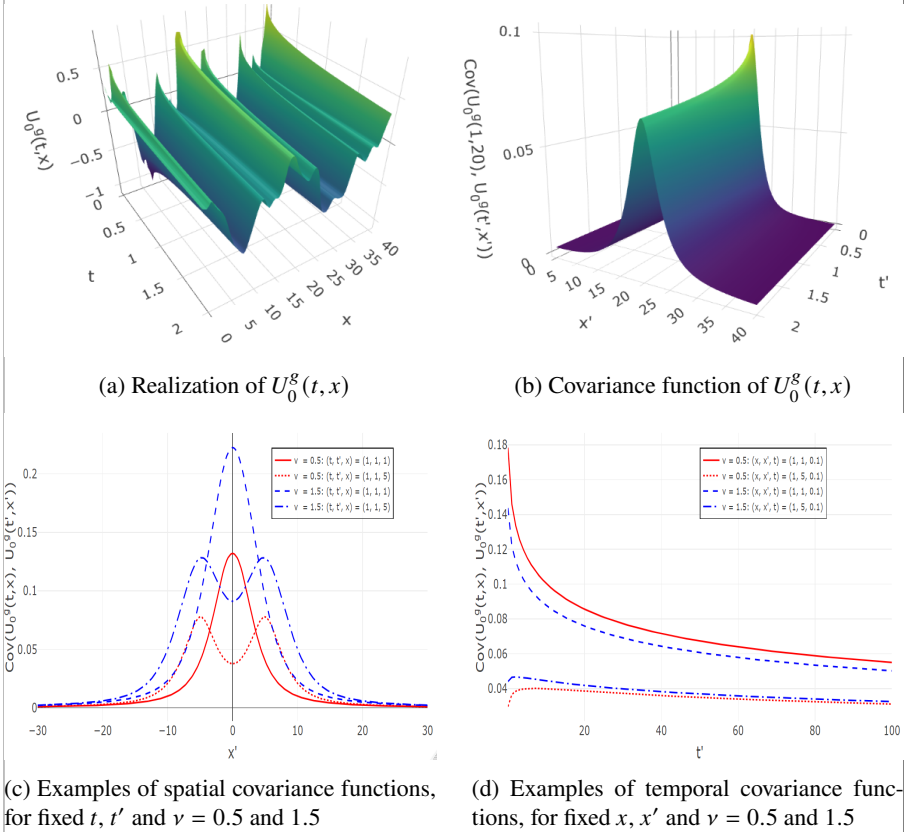 0.5
0
−0.5
−1
U₀ᵍ(t,x)
0
0.5
1
1.5
2
t
0
5
10
15
20
25
30
35
40
x
0.1
0.05
0
Cov(U₀ᵍ(1,20), U₀ᵍ(t',x'))
0
5
10
15
20
25
30
35
40
x'
0
0.5
1
1.5
2
t'
(a) Realization of U₀ᵍ(t, x)
(b) Covariance function of U₀ᵍ(t, x)
0.2
0.15
0.1
0.05
0
Cov(U₀ᵍ(t,x), U₀ᵍ(t',x'))
ν = 0.5: (t, t', x) = (1, 1, 1)
ν = 0.5: (t, t', x) = (1, 1, 5)
ν = 1.5: (t, t', x) = (1, 1, 1)
ν = 1.5: (t, t', x) = (1, 1, 5)
−30 −20 −10 0 10 20 30
x'
0.18
0.16
0.14
0.12
0.1
0.08
0.06
0.04
Cov(U₀ᵍ(t,x), U₀ᵍ(t',x'))
ν = 0.5: (x, x', t) = (1, 1, 0.1)
ν = 0.5: (x, x', t) = (1, 5, 0.1)
ν = 1.5: (x, x', t) = (1, 1, 0.1)
ν = 1.5: (x, x', t) = (1, 5, 0.1)
20 40 60 80 100
t'
(c) Examples of spatial covariance functions,
for fixed t, t′ and ν = 0.5 and 1.5
(d) Examples of temporal covariance func-
tions, for fixed x, x′ and ν = 0.5 and 1.5